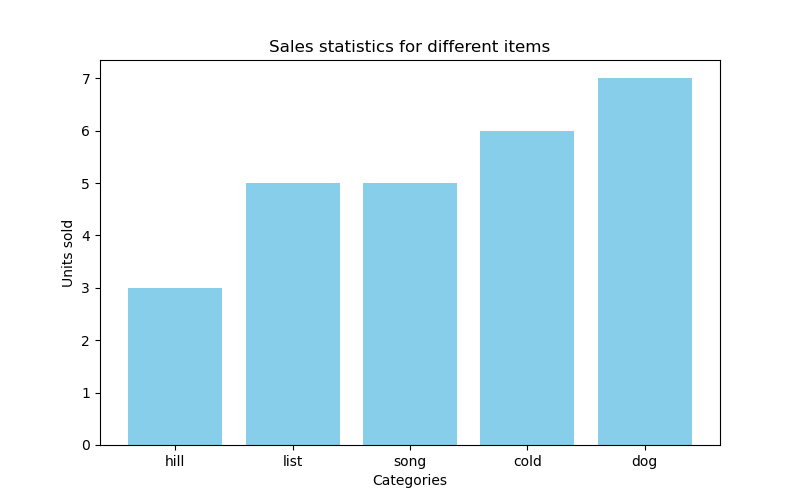 Sales statistics for different items
7
6
5
4
3
2
1
0
Units sold
hill list song cold dog
Categories